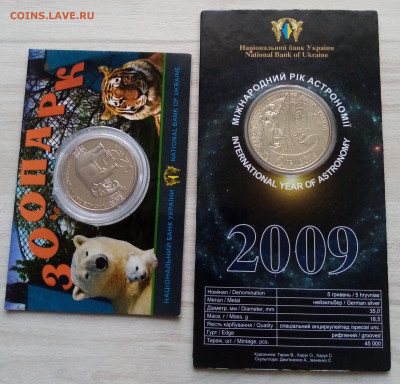 COINS.LAVE.RU
ЗООПАРК
НАЦІОНАЛЬНИЙ БАНК УКРАЇНИ
NATIONAL BANK OF UKRAINE
Національний банк України
National Bank of Ukraine
МІЖНАРОДНИЙ РІК АСТРОНОМІЇ
INTERNATIONAL YEAR OF ASTRONOMY
2009
Номінал / Denomination 5 гривень / 5 hryvnias
Метал / Metal нейзильбер / German silver
Діаметр, мм / Diameter, mm 35,0
Маса, г / Mass, g 16,5
Якість карбування / Quality спеціальний анциркулейтед /special unc
Гурт / Edge рифлений / grooved
Тираж, шт. / Mintage, pcs. 45 000